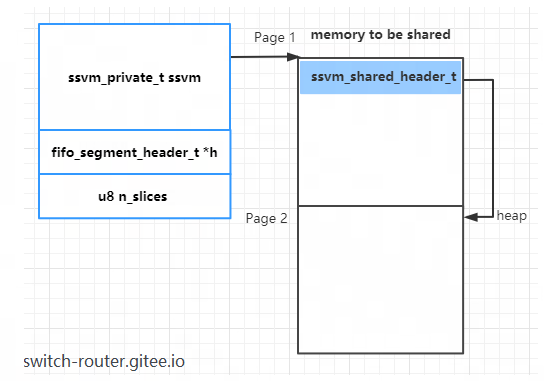 Page 1
memory to be shared
ssvm_private_t ssvm
ssvm_shared_header_t
fifo_segment_header_t *h
u8 n_slices
Page 2
heap
switch-router.gitee.io